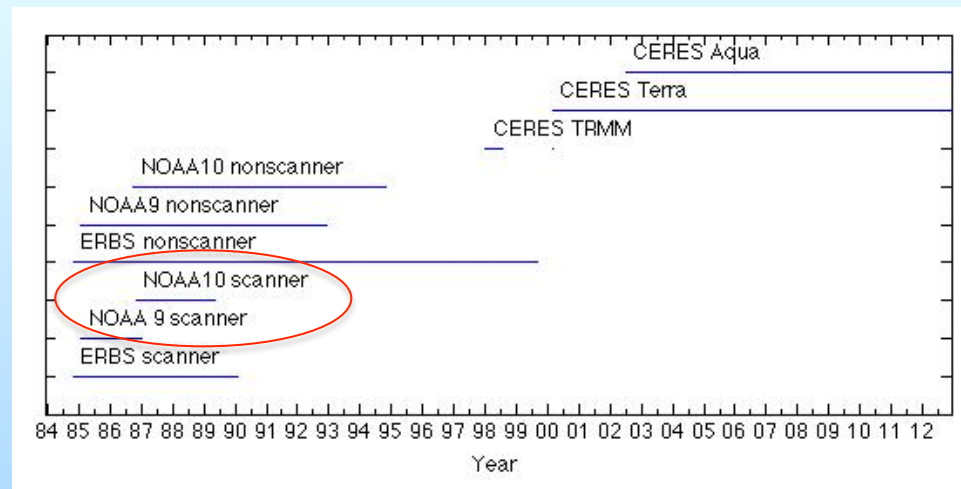 CERES Aqua
CERES Terra
CERES TRMM
NOAA10 nonscanner
NOAA9 nonscanner
ERBS nonscanner
NOAA10 scanner
NOAA 9 scanner
ERBS scanner
84 85 86 87 88 89 90 91 92 93 94 95 96 97 98 99 00 01 02 03 04 05 06 07 08 09 10 11 12
Year